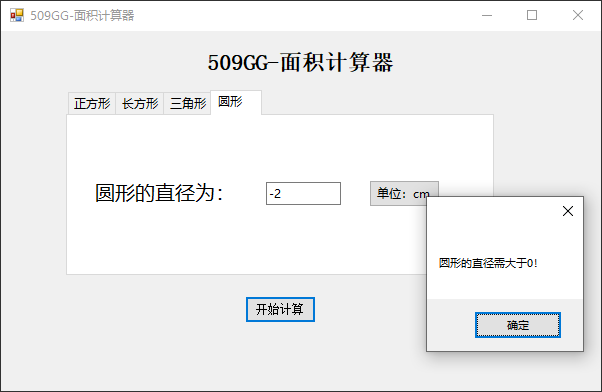 509GG-面积计算器
509GG-面积计算器
正方形 长方形 三角形 圆形
圆形的直径为： -2 单位：cm
圆形的直径需大于0!
开始计算
确定